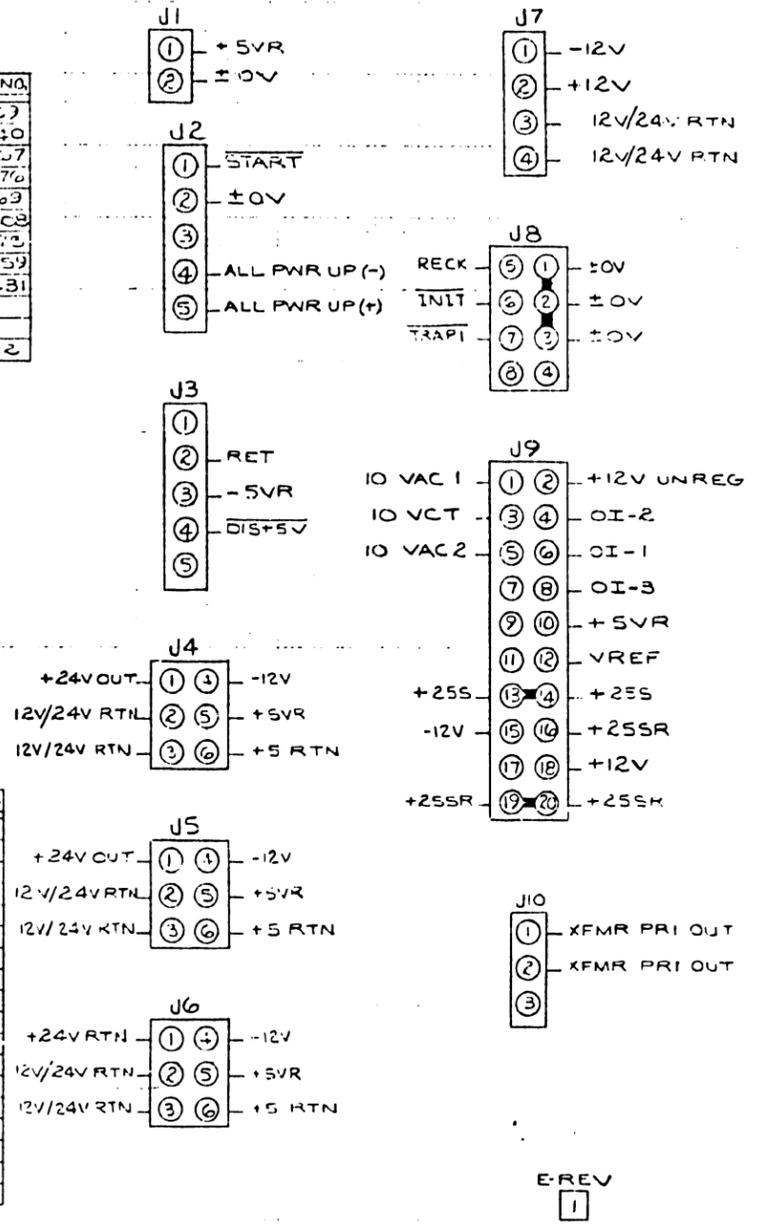 J1
① +5VR
② ±0V
J2
① S̅T̅A̅R̅T̅
② ±0V
③
④ ALL PWR UP(-)
⑤ ALL PWR UP(+)
J3
①
② RET
③ -5VR
④ D̅I̅S̅+̅5̅V̅
⑤
J4
+24V OUT ① ④ -12V
12V/24V RTN ② ⑤ +5VR
12V/24V RTN ③ ⑥ +5 RTN
J5
+24V OUT ① ④ -12V
12V/24V RTN ② ⑤ +5VR
12V/24V RTN ③ ⑥ +5 RTN
J6
+24V RTN ① ④ -12V
12V/24V RTN ② ⑤ +5VR
12V/24V RTN ③ ⑥ +5 RTN
J7
① -12V
② +12V
③ 12V/24V RTN
④ 12V/24V RTN
J8
RECK ⑤ ① ±0V
I̅N̅I̅T̅ ⑥ ② ±0V
T̅R̅A̅P̅1̅ ⑦ ③ ±0V
⑧ ④
J9
10 VAC 1 ① ② +12V UNREG
10 VCT ③ ④ OI-2
10 VAC 2 ⑤ ⑥ OI-1
⑦ ⑧ OI-3
⑨ ⑩ +5VR
⑪ ⑫ VREF
+25S ⑬ ⑭ +25S
-12V ⑮ ⑯ +25SR
⑰ ⑱ +12V
+25SR ⑲ ⑳ +25SR
J10
① XFMR PRI OUT
② XFMR PRI OUT
③
E-REV
1
NO.
40
59
31
2